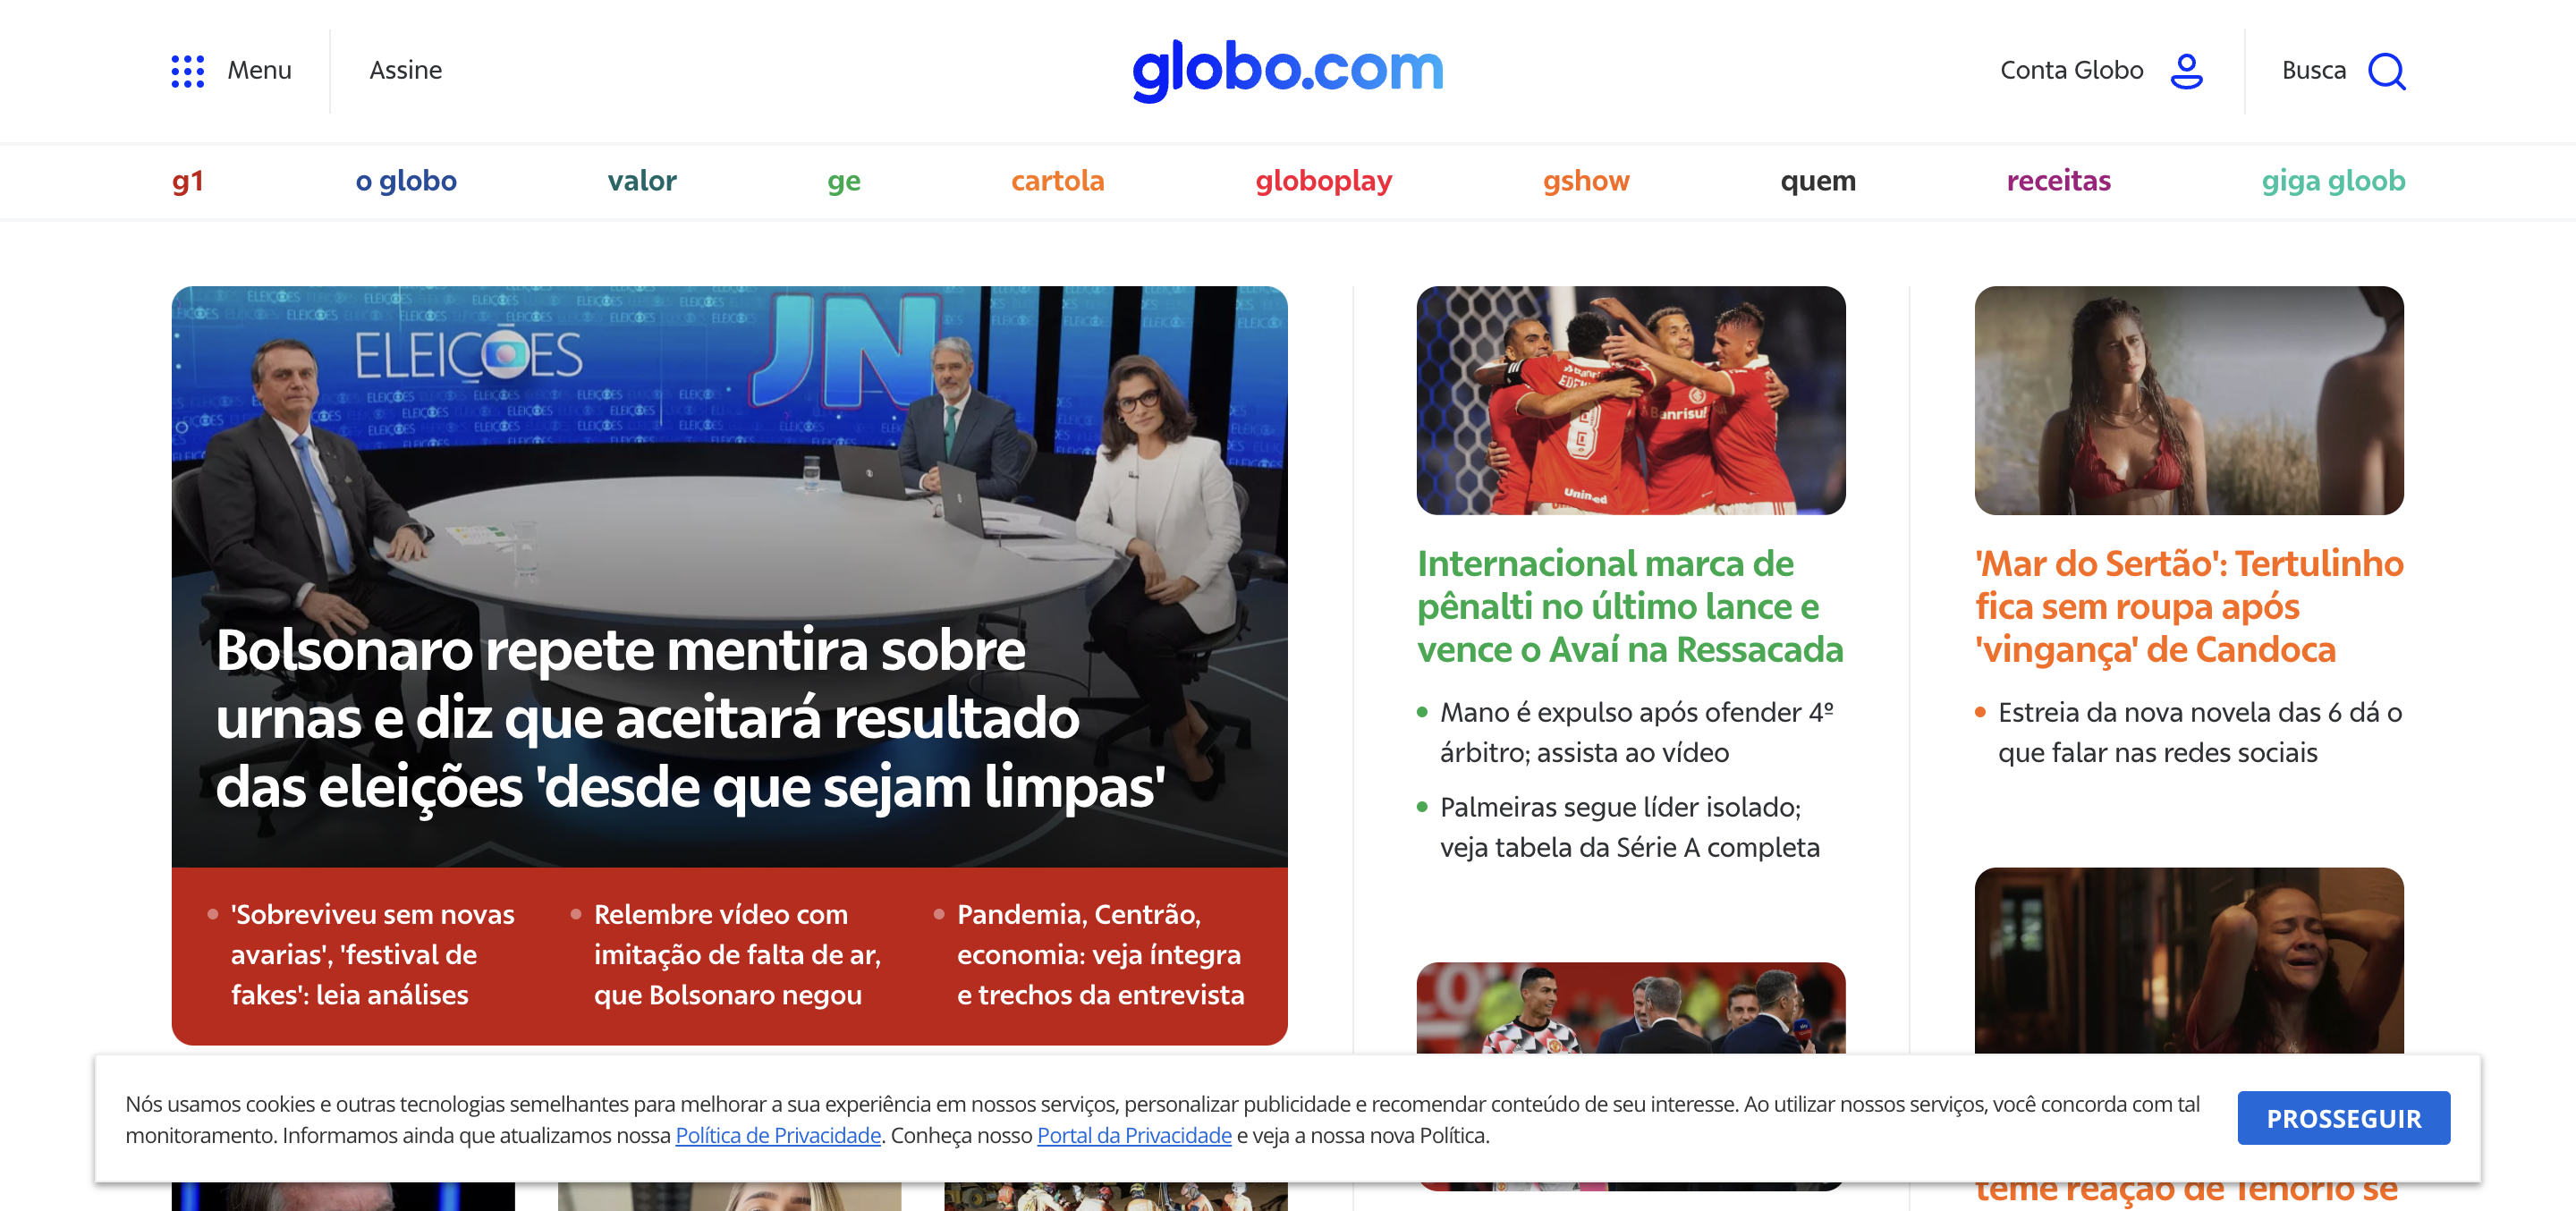 Menu
Assine
globo.com
Conta Globo
Busca
g1
o globo
valor
ge
cartola
globoplay
gshow
quem
receitas
giga gloob
ELEIÇÕES
JN
Bolsonaro repete mentira sobre
urnas e diz que aceitará resultado
das eleições 'desde que sejam limpas'
'Sobreviveu sem novas
avarias', 'festival de
fakes': leia análises
Relembre vídeo com
imitação de falta de ar,
que Bolsonaro negou
Pandemia, Centrão,
economia: veja íntegra
e trechos da entrevista
Banrisul
8
Unimed
Internacional marca de
pênalti no último lance e
vence o Avaí na Ressacada
Mano é expulso após ofender 4º
árbitro; assista ao vídeo
Palmeiras segue líder isolado;
veja tabela da Série A completa
'Mar do Sertão': Tertulinho
fica sem roupa após
'vingança' de Candoca
Estreia da nova novela das 6 dá o
que falar nas redes sociais
Nós usamos cookies e outras tecnologias semelhantes para melhorar a sua experiência em nossos serviços, personalizar publicidade e recomendar conteúdo de seu interesse. Ao utilizar nossos serviços, você concorda com tal
monitoramento. Informamos ainda que atualizamos nossa Política de Privacidade. Conheça nosso Portal da Privacidade e veja a nossa nova Política.
PROSSEGUIR
teme reação de Tenório se